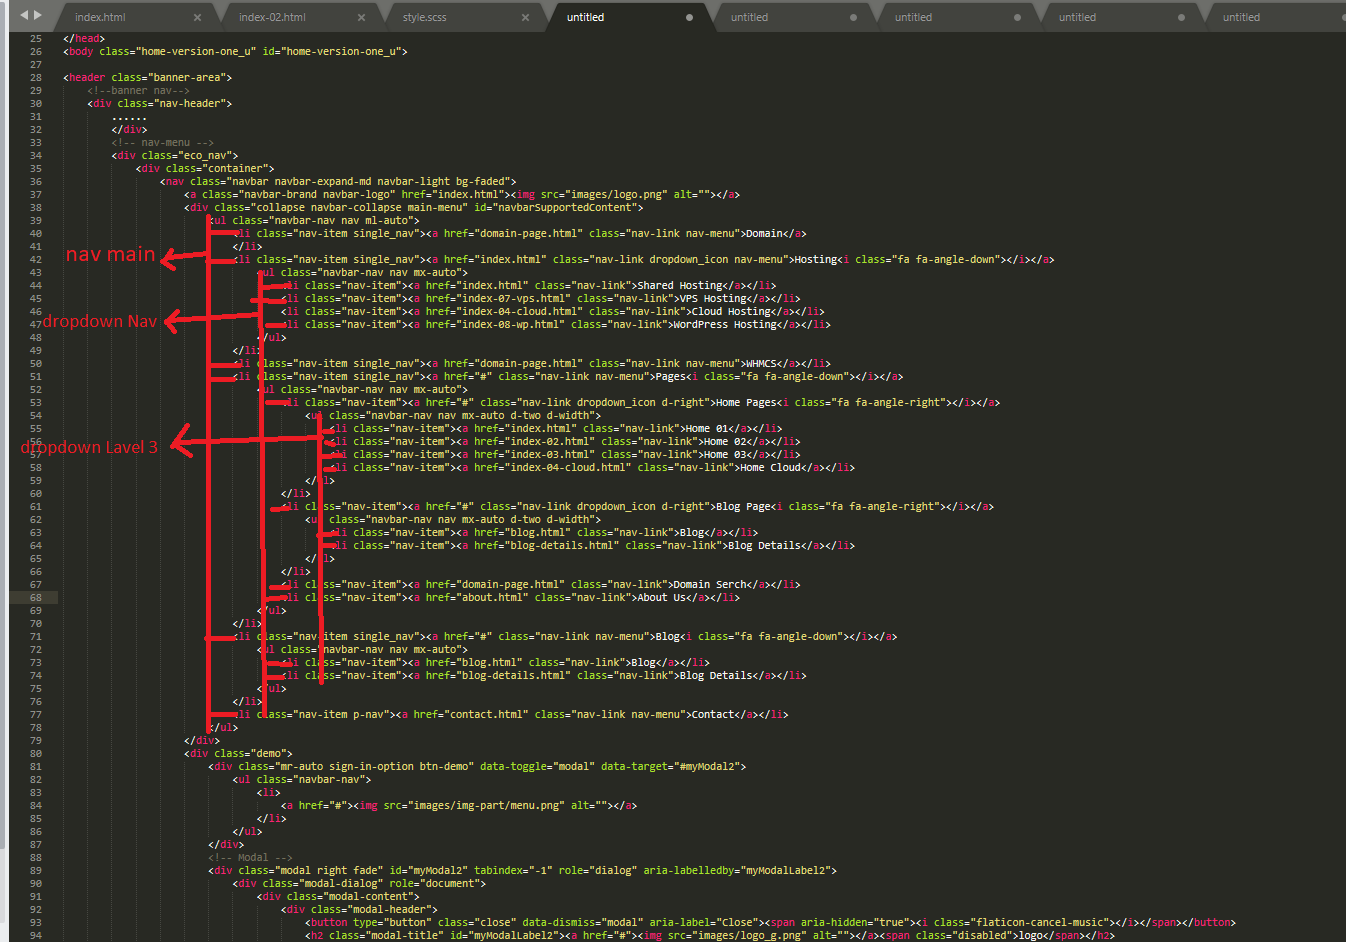 index.html × index-02.html × style.scss × untitled untitled untitled untitled untitled
25 </head>
26 <body class="home-version-one_u" id="home-version-one_u">
27
28 <header class="banner-area">
29 <!--banner nav-->
30 <div class="nav-header">
31 ......
32 </div>
33 <!-- nav-menu -->
34 <div class="eco_nav">
35 <div class="container">
36 <nav class="navbar navbar-expand-md navbar-light bg-faded">
37 <a class="navbar-brand navbar-logo" href="index.html"><img src="images/logo.png" alt=""></a>
38 <div class="collapse navbar-collapse main-menu" id="navbarSupportedContent">
39 <ul class="navbar-nav nav ml-auto">
40 <li class="nav-item single_nav"><a href="domain-page.html" class="nav-link nav-menu">Domain</a>
41 </li>
nav main
42 <li class="nav-item single_nav"><a href="index.html" class="nav-link dropdown_icon nav-menu">Hosting<i class="fa fa-angle-down"></i></a>
43 <ul class="navbar-nav nav mx-auto">
44 <li class="nav-item"><a href="index.html" class="nav-link">Shared Hosting</a></li>
45 <li class="nav-item"><a href="index-07-vps.html" class="nav-link">VPS Hosting</a></li>
46 <li class="nav-item"><a href="index-04-cloud.html" class="nav-link">Cloud Hosting</a></li>
dropdown Nav
47 <li class="nav-item"><a href="index-08-wp.html" class="nav-link">WordPress Hosting</a></li>
48 </ul>
49 </li>
50 <li class="nav-item single_nav"><a href="domain-page.html" class="nav-link nav-menu">WHMCS</a></li>
51 <li class="nav-item single_nav"><a href="#" class="nav-link nav-menu">Pages<i class="fa fa-angle-down"></i></a>
52 <ul class="navbar-nav nav mx-auto">
53 <li class="nav-item"><a href="#" class="nav-link dropdown_icon d-right">Home Pages<i class="fa fa-angle-right"></i></a>
54 <ul class="navbar-nav nav mx-auto d-two d-width">
55 <li class="nav-item"><a href="index.html" class="nav-link">Home 01</a></li>
56 <li class="nav-item"><a href="index-02.html" class="nav-link">Home 02</a></li>
dropdown Lavel 3
57 <li class="nav-item"><a href="index-03.html" class="nav-link">Home 03</a></li>
58 <li class="nav-item"><a href="index-04-cloud.html" class="nav-link">Home Cloud</a></li>
59 </ul>
60 </li>
61 <li class="nav-item"><a href="#" class="nav-link dropdown_icon d-right">Blog Page<i class="fa fa-angle-right"></i></a>
62 <ul class="navbar-nav nav mx-auto d-two d-width">
63 <li class="nav-item"><a href="blog.html" class="nav-link">Blog</a></li>
64 <li class="nav-item"><a href="blog-details.html" class="nav-link">Blog Details</a></li>
65 </ul>
66 </li>
67 <li class="nav-item"><a href="domain-page.html" class="nav-link">Domain Serch</a></li>
68 <li class="nav-item"><a href="about.html" class="nav-link">About Us</a></li>
69 </ul>
70 </li>
71 <li class="nav-item single_nav"><a href="#" class="nav-link nav-menu">Blog<i class="fa fa-angle-down"></i></a>
72 <ul class="navbar-nav nav mx-auto">
73 <li class="nav-item"><a href="blog.html" class="nav-link">Blog</a></li>
74 <li class="nav-item"><a href="blog-details.html" class="nav-link">Blog Details</a></li>
75 </ul>
76 </li>
77 <li class="nav-item p-nav"><a href="contact.html" class="nav-link nav-menu">Contact</a></li>
78 </ul>
79 </div>
80 <div class="demo">
81 <div class="mr-auto sign-in-option btn-demo" data-toggle="modal" data-target="#myModal2">
82 <ul class="navbar-nav">
83 <li>
84 <a href="#"><img src="images/img-part/menu.png" alt=""></a>
85 </li>
86 </ul>
87 </div>
88 <!-- Modal -->
89 <div class="modal right fade" id="myModal2" tabindex="-1" role="dialog" aria-labelledby="myModalLabel2">
90 <div class="modal-dialog" role="document">
91 <div class="modal-content">
92 <div class="modal-header">
93 <button type="button" class="close" data-dismiss="modal" aria-label="Close"><span aria-hidden="true"><i class="flaticon-cancel-music"></i></span></button>
94 <h2 class="modal-title" id="myModalLabel2"><a href="#"><img src="images/logo_g.png" alt=""></a><span class="disabled">logo</span></h2>